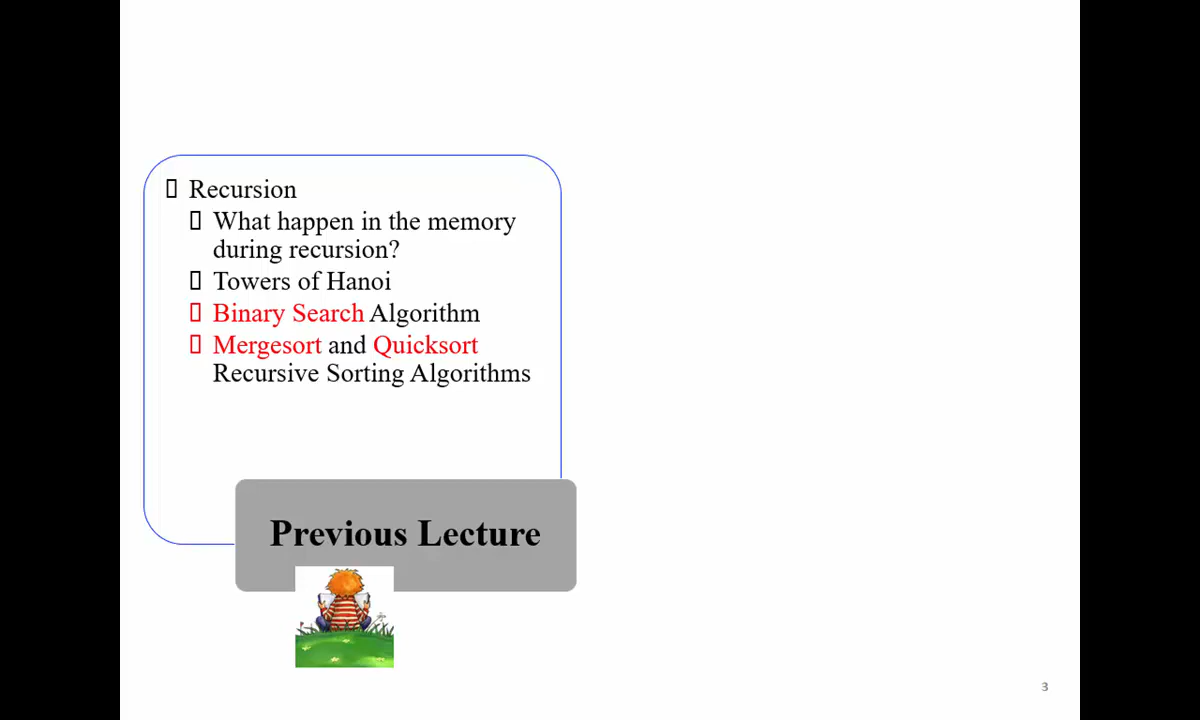 Recursion
What happen in the memory
during recursion?
Towers of Hanoi
Binary Search Algorithm
Mergesort and Quicksort
Recursive Sorting Algorithms
Previous Lecture
3